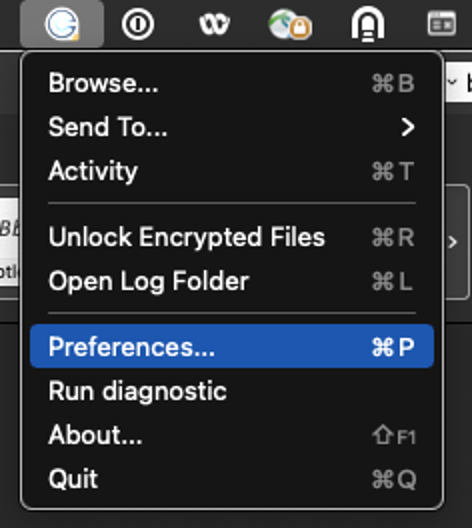 Browse... ⌘B
Send To... >
Activity ⌘T
Unlock Encrypted Files ⌘R
Open Log Folder ⌘L
Preferences... ⌘P
Run diagnostic
About... ⇧F1
Quit ⌘Q